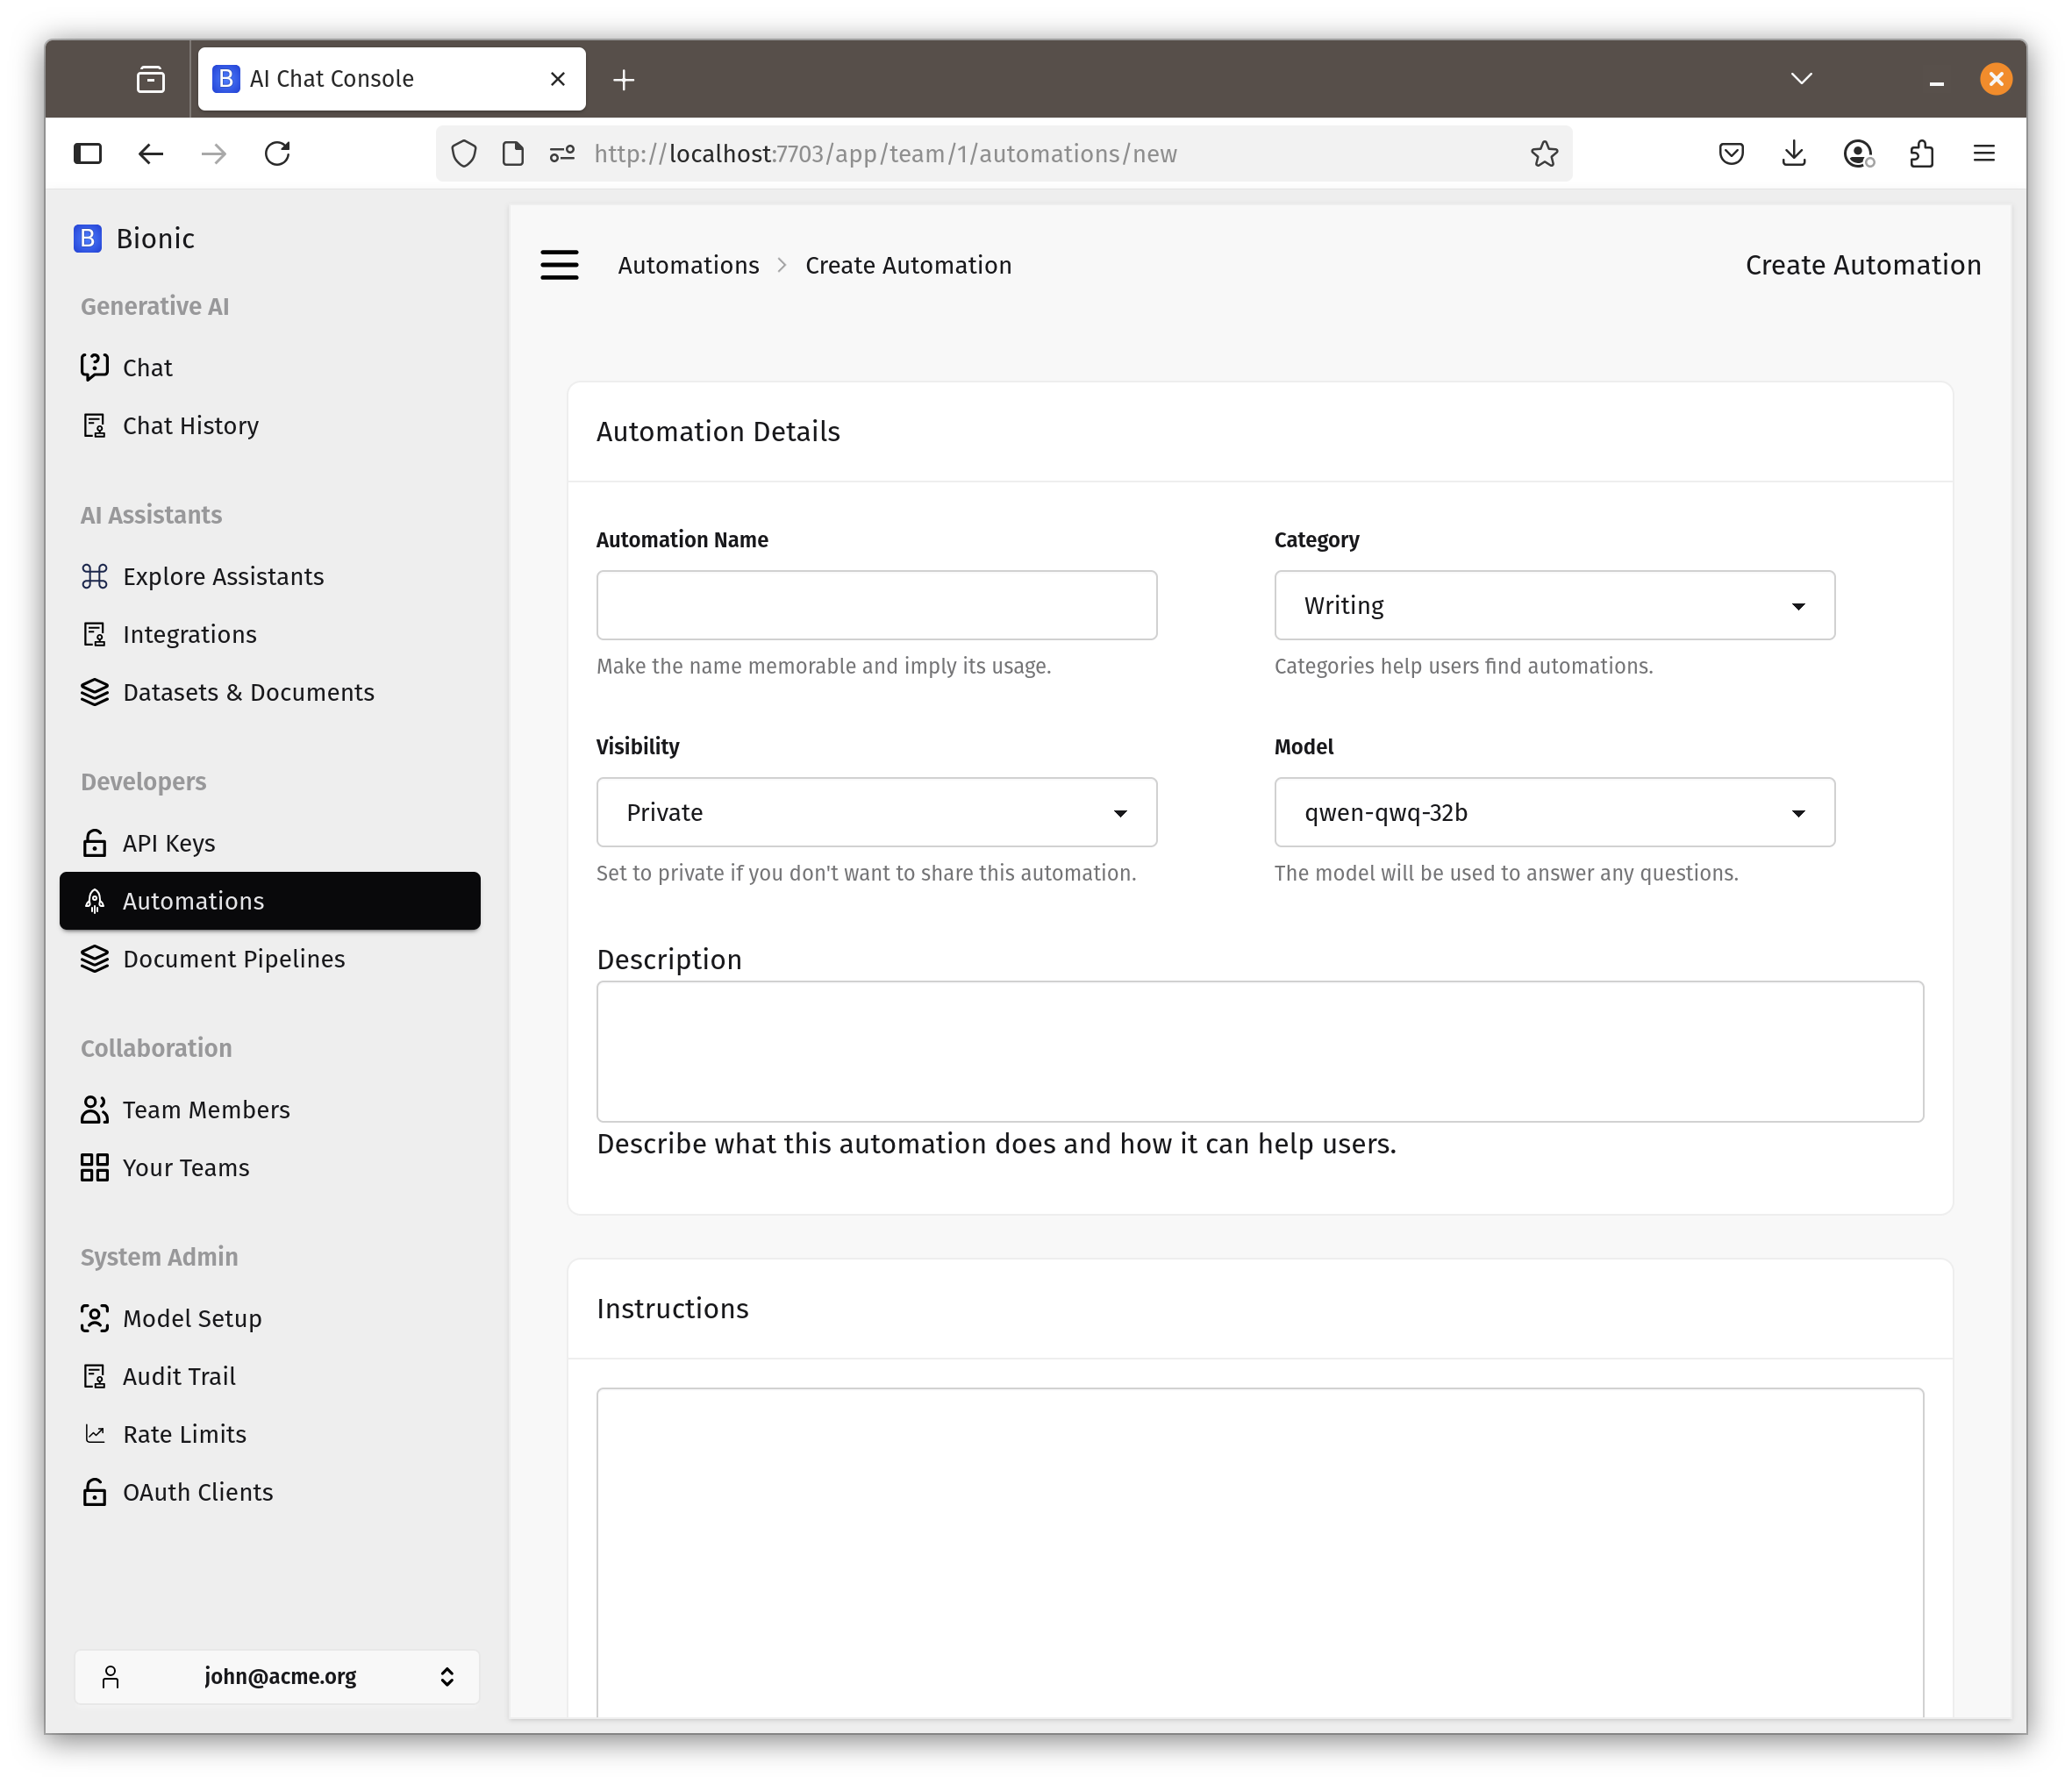 B AI Chat Console
http://localhost:7703/app/team/1/automations/new
B Bionic
Generative AI
Chat
Chat History
AI Assistants
Explore Assistants
Integrations
Datasets & Documents
Developers
API Keys
Automations
Document Pipelines
Collaboration
Team Members
Your Teams
System Admin
Model Setup
Audit Trail
Rate Limits
OAuth Clients
john@acme.org
Automations > Create Automation
Create Automation
Automation Details
Automation Name
Make the name memorable and imply its usage.
Category
Writing
Categories help users find automations.
Visibility
Private
Set to private if you don't want to share this automation.
Model
qwen-qwq-32b
The model will be used to answer any questions.
Description
Describe what this automation does and how it can help users.
Instructions